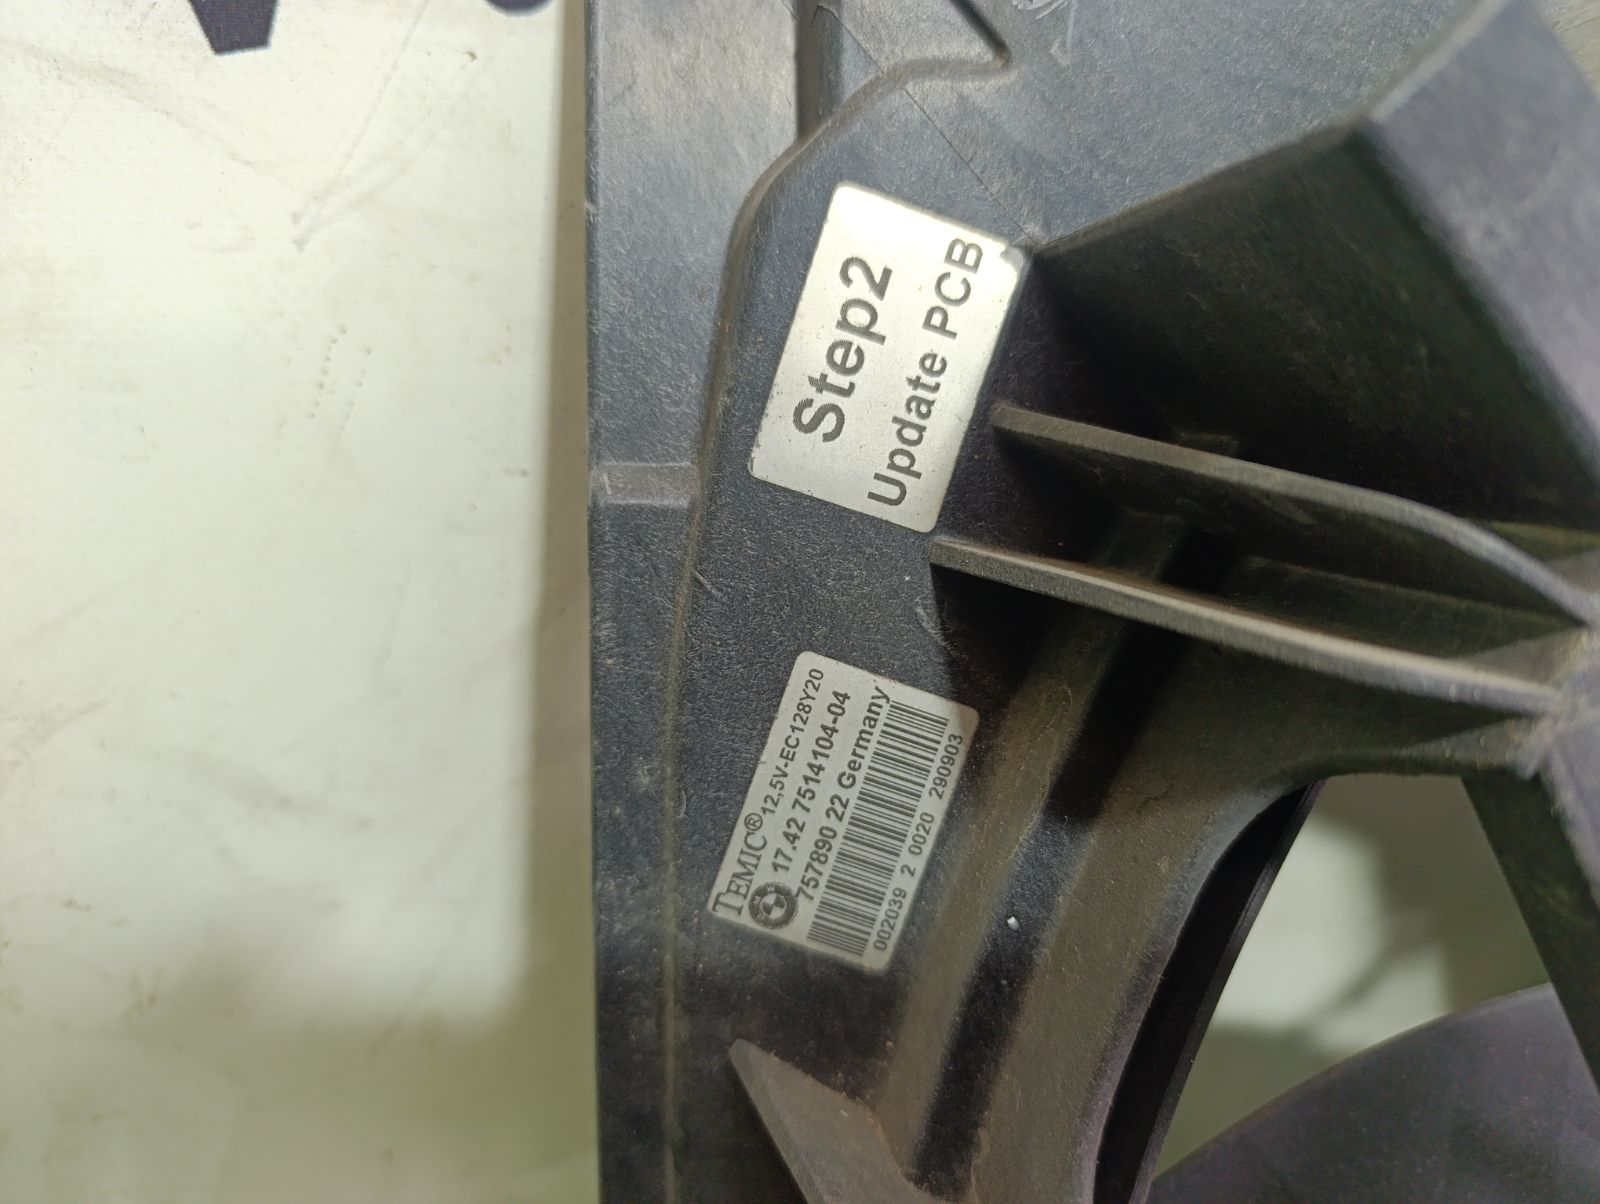 Step2
Update PCB
TEMIC® 12,5V-EC128Y20
17.42 7514104-04
757890 22 Germany
002039 2 0020 290903